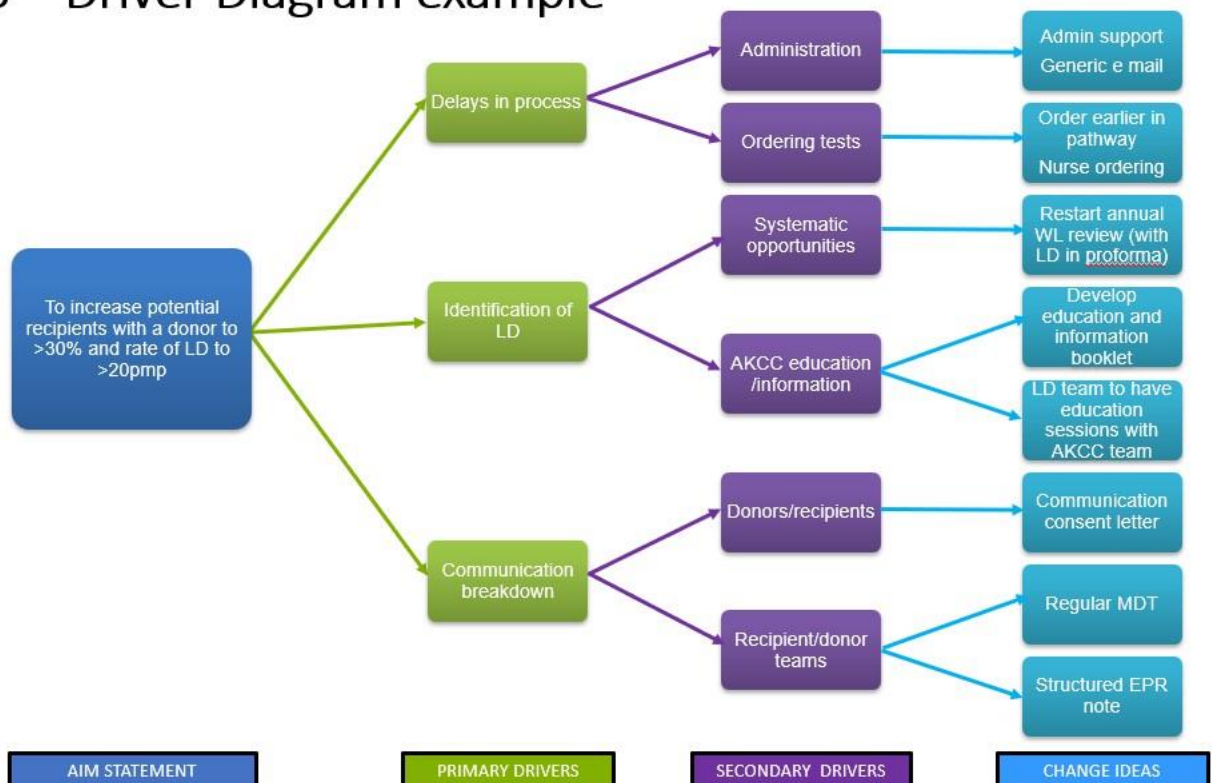 Driver Diagram example
Administration
Admin support
Generic e mail
Delays in process
Ordering tests
Order earlier in
pathway
Nurse ordering
Systematic
opportunities
Restart annual
WL review (with
LD in proforma)
To increase potential
recipients with a donor to
>30% and rate of LD to
>20pmp
Identification of
LD
AKCC education
/information
Develop
education and
information
booklet
LD team to have
education
sessions with
AKCC team
Donors/recipients
Communication
consent letter
Communication
breakdown
Recipient/donor
teams
Regular MDT
Structured EPR
note
AIM STATEMENT
PRIMARY DRIVERS
SECONDARY DRIVERS
CHANGE IDEAS